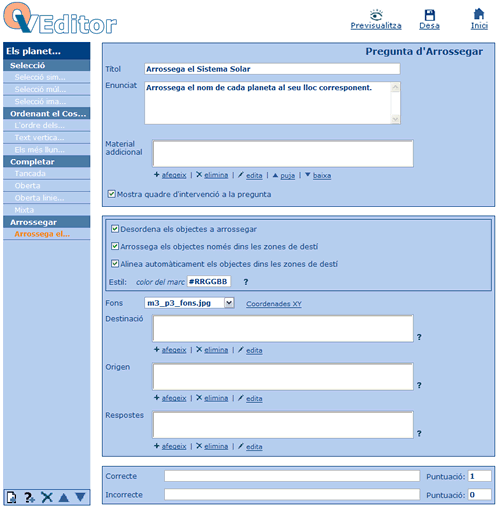 QVEditor
Previsualitza
Desa
Inici
Els planet...
Selecció
Selecció sim...
Selecció múl...
Selecció ima...
Ordenant el Cos...
L'ordre dels...
Text vertica...
Els més llun...
Completar
Tancada
Oberta
Oberta línie...
Mixta
Arrossegar
Arrossega el...
Pregunta d'Arrossegar
Títol Arrossega el Sistema Solar
Enunciat Arrossega el nom de cada planeta al seu lloc corresponent.
Material addicional
afegeix | elimina | edita | puja | baixa
Mostra quadre d'intervenció a la pregunta
Desordena els objectes a arrossegar
Arrossega els objectes només dins les zones de destí
Alinea automàticament els objectes dins les zones de destí
Estil: color del marc #RRGGBB ?
Fons m3_p3_fons.jpg Coordenades XY
Destinació ?
afegeix | elimina | edita
Origen ?
afegeix | elimina | edita
Respostes ?
afegeix | elimina | edita
Correcte Puntuació: 1
Incorrecte Puntuació: 0